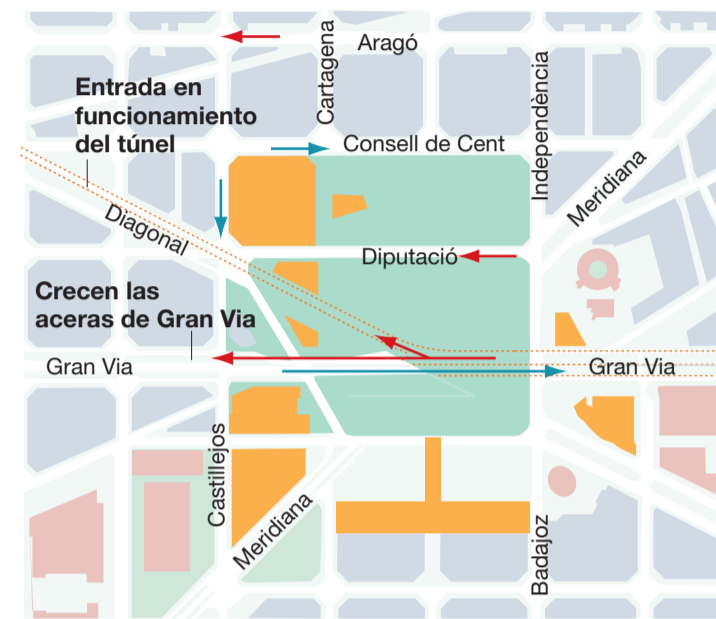 Aragó
Cartagena
Independència
Entrada en
funcionamiento
del túnel
Consell de Cent
Meridiana
Diagonal
Diputació
Crecen las
aceras de Gran Via
Gran Via
Gran Via
Castillejos
Meridiana
Badajoz